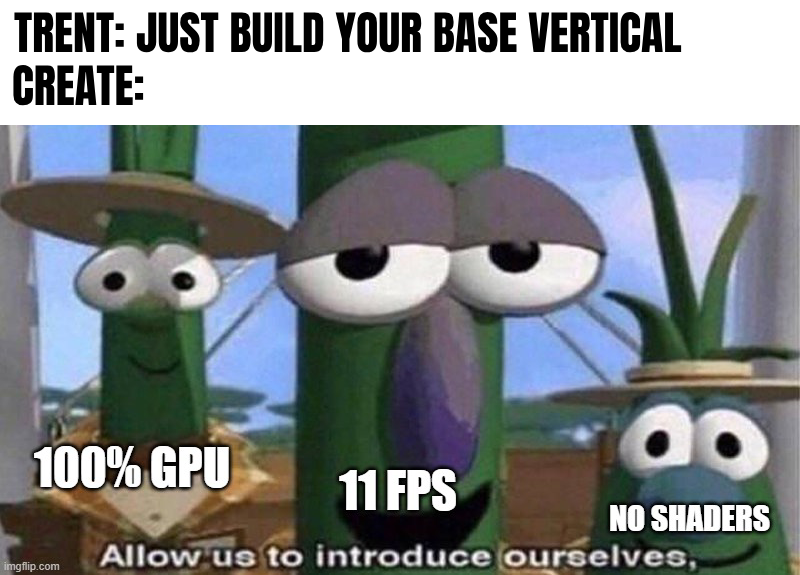 TRENT: JUST BUILD YOUR BASE VERTICAL
CREATE:
100% GPU
11 FPS
NO SHADERS
Allow us to introduce ourselves,
imgflip.com